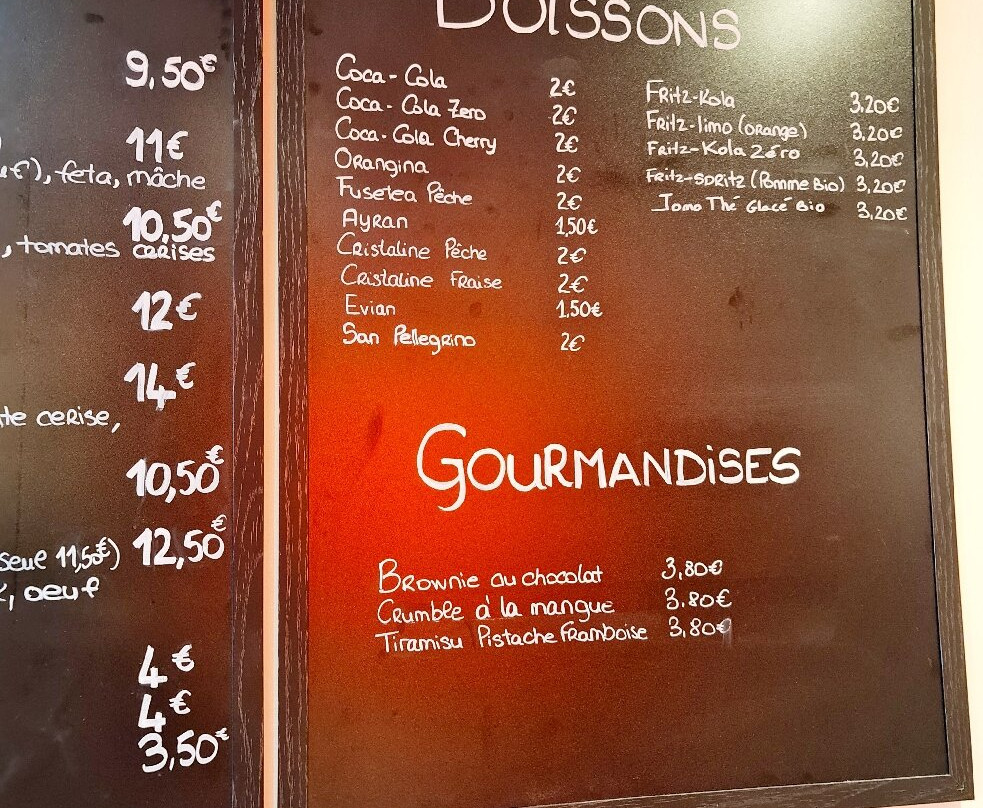 9,50€
11€
4€), feta, mâche
10,50€
, tomates cerises
12€
14€
cerise,
10,50€
12,50€
11,50€)
, oeuf
4€
4€
3,50€
BOISSONS
Coca-Cola 2€
Coca-Cola Zero 2€
Coca-Cola Cherry 2€
Orangina 2€
Fusetea Pêche 2€
Ayran 1,50€
Cristaline Pêche 2€
Cristaline Fraise 2€
Evian 1,50€
San Pellegrino 2€
Fritz-Kola 3,20€
Fritz-limo (orange) 3,20€
Fritz-Kola Zéro 3,20€
Fritz-Spritz (Pomme Bio) 3,20€
Jomo Thé Glacé Bio 3,20€
GOURMANDISES
Brownie au chocolat 3,80€
Crumble à la mangue 3.80€
Tiramisu Pistache Framboise 3,80€